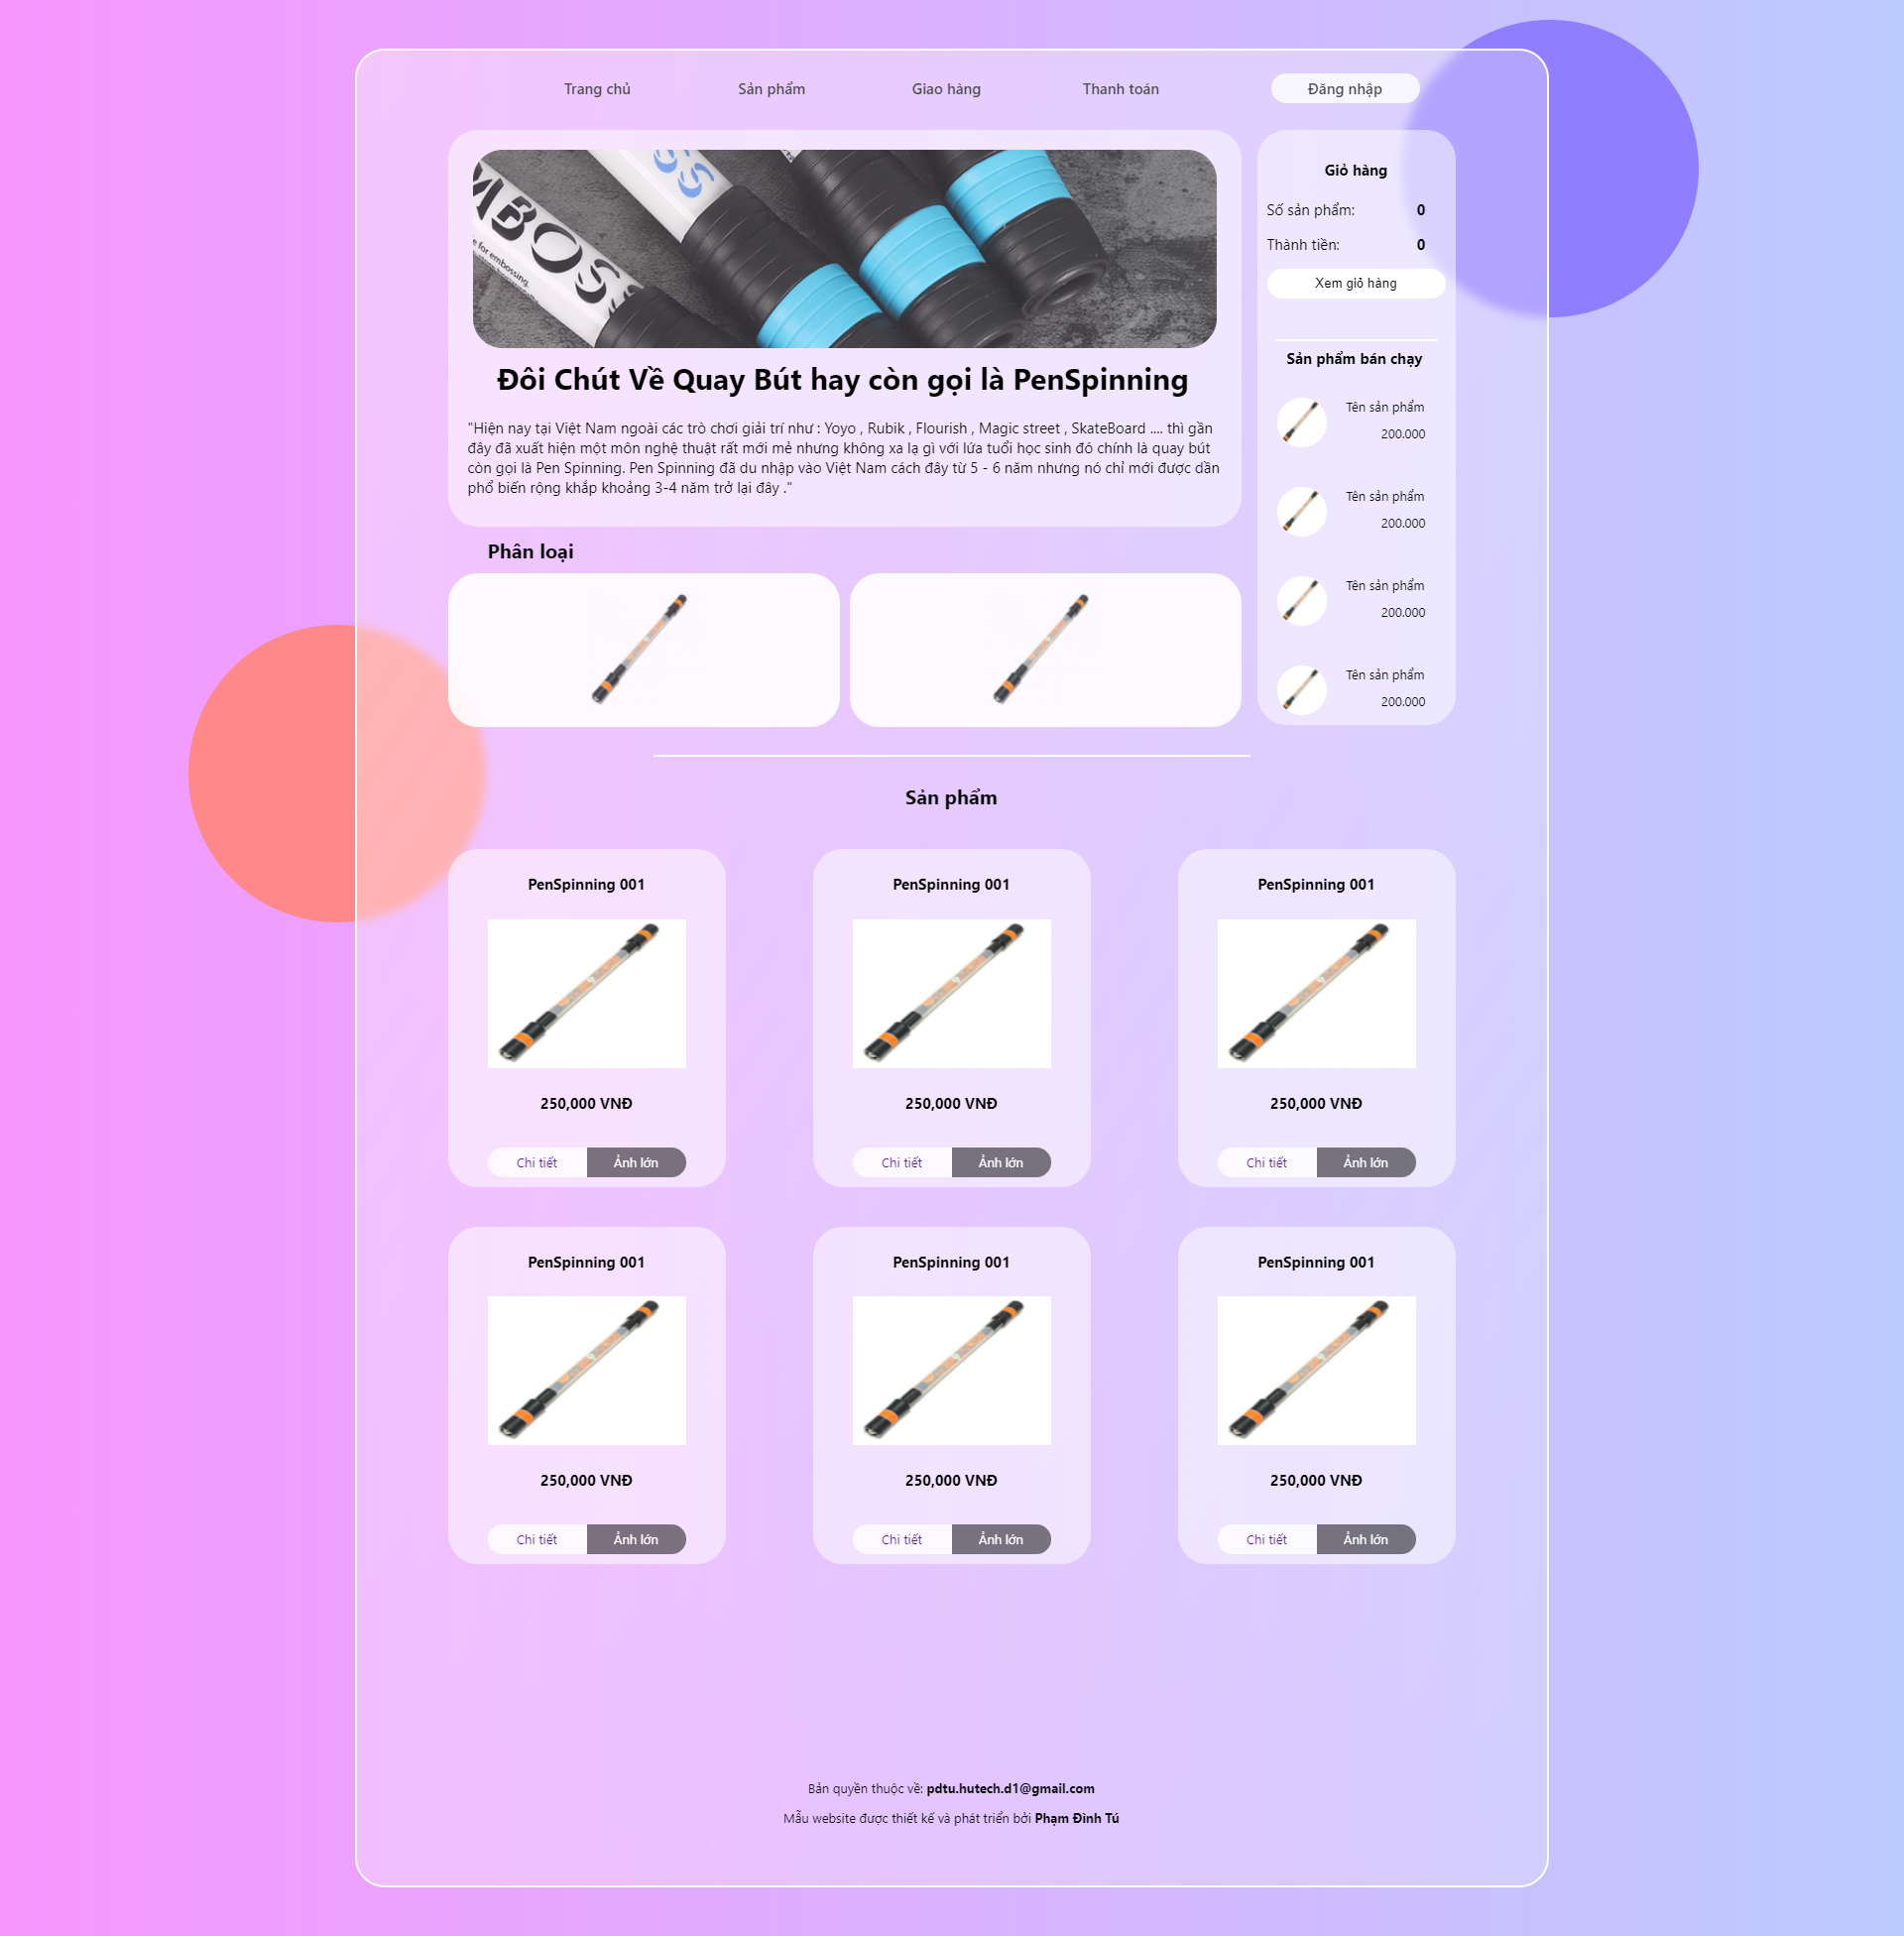 Trang chủ
Sản phẩm
Giao hàng
Thanh toán
Đăng nhập
MBOSS
SS
e for embossing.
Đôi Chút Về Quay Bút hay còn gọi là PenSpinning
"Hiện nay tại Việt Nam ngoài các trò chơi giải trí như : Yoyo , Rubik , Flourish , Magic street , SkateBoard .... thì gần
đây đã xuất hiện một môn nghệ thuật rất mới mẻ nhưng không xa lạ gì với lứa tuổi học sinh đó chính là quay bút
còn gọi là Pen Spinning. Pen Spinning đã du nhập vào Việt Nam cách đây từ 5 - 6 năm nhưng nó chỉ mới được dần
phổ biến rộng khắp khoảng 3-4 năm trở lại đây ."
Giỏ hàng
Số sản phẩm: 0
Thành tiền: 0
Xem giỏ hàng
Sản phẩm bán chạy
Tên sản phẩm
200.000
Tên sản phẩm
200.000
Tên sản phẩm
200.000
Tên sản phẩm
200.000
Phân loại
Sản phẩm
PenSpinning 001
250,000 VNĐ
Chi tiết
Ảnh lớn
PenSpinning 001
250,000 VNĐ
Chi tiết
Ảnh lớn
PenSpinning 001
250,000 VNĐ
Chi tiết
Ảnh lớn
PenSpinning 001
250,000 VNĐ
Chi tiết
Ảnh lớn
PenSpinning 001
250,000 VNĐ
Chi tiết
Ảnh lớn
PenSpinning 001
250,000 VNĐ
Chi tiết
Ảnh lớn
Bản quyền thuộc về: pdtu.hutech.d1@gmail.com
Mẫu website được thiết kế và phát triển bởi Phạm Đình Tú